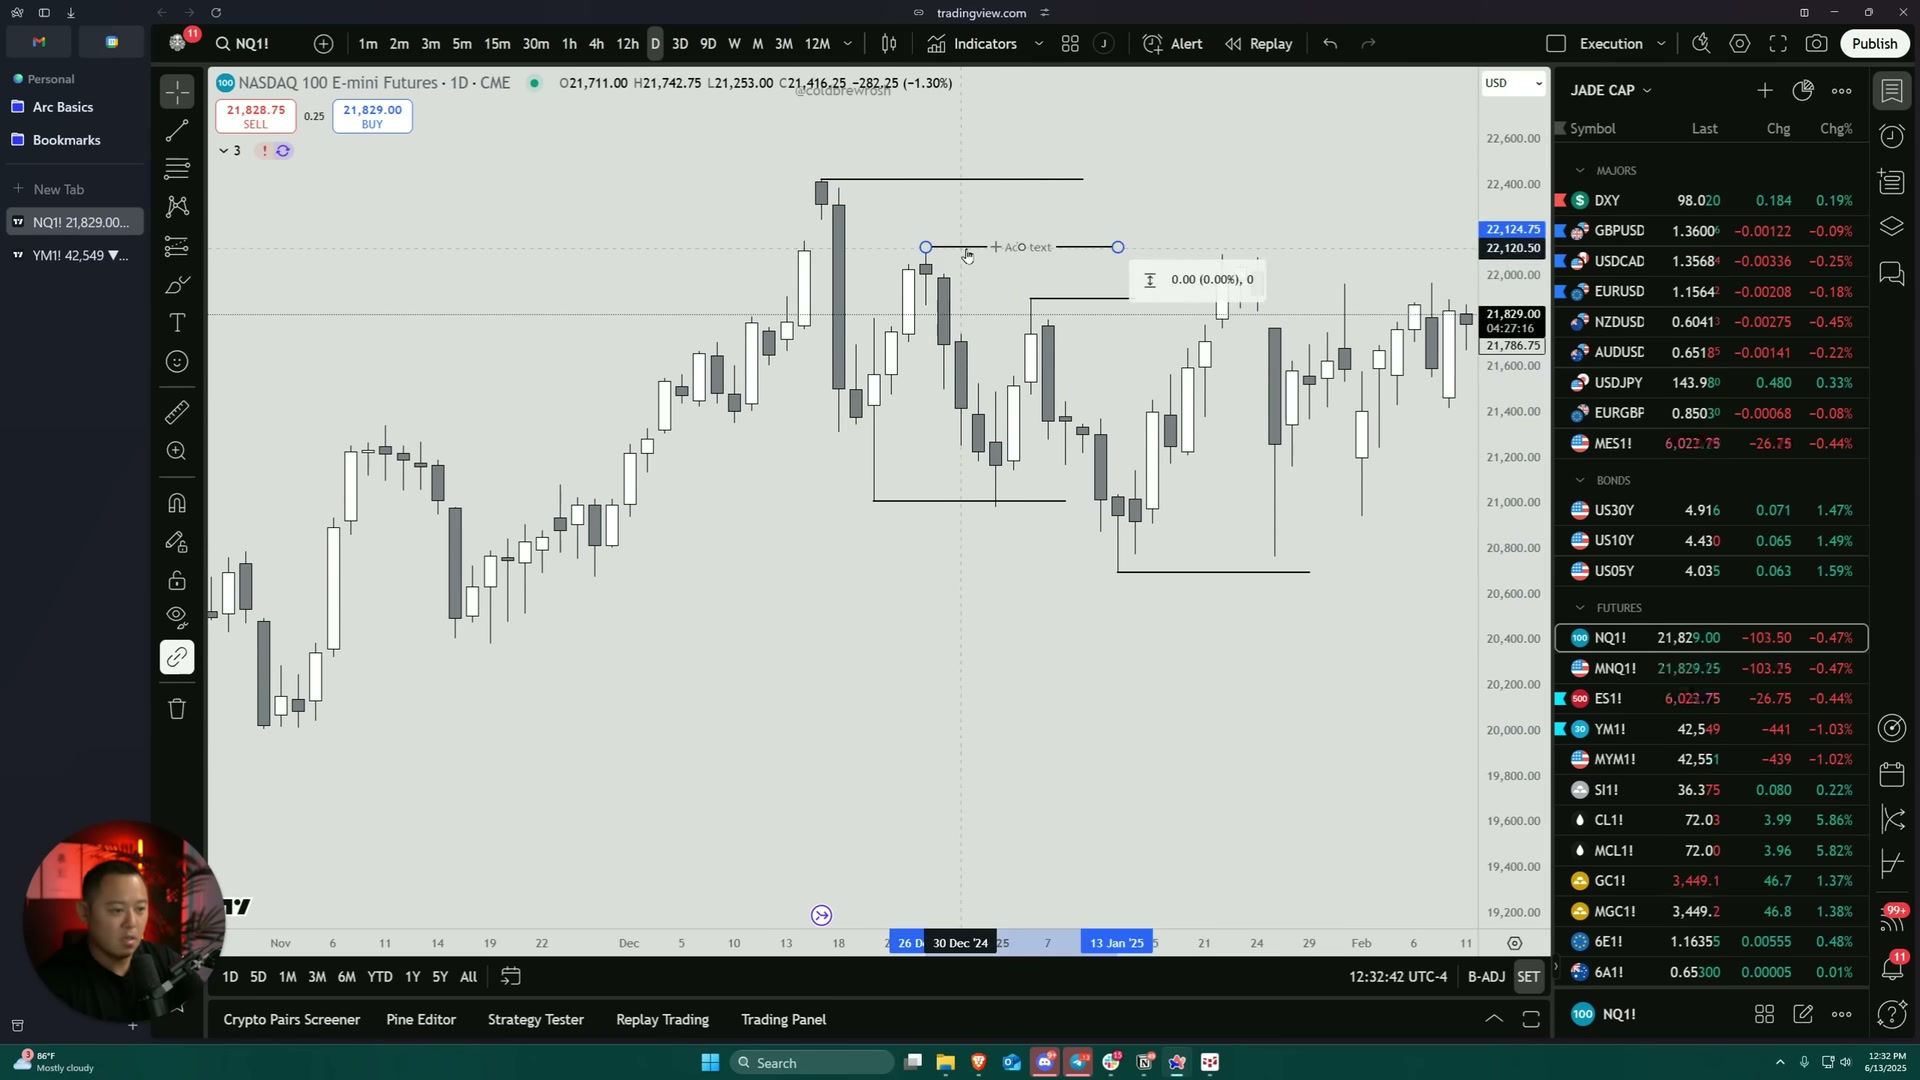 tradingview.com
11
NQ1!
1m 2m 3m 5m 15m 30m 1h 4h 12h D 3D 9D W M 3M 12M
Indicators
J
Alert
Replay
Execution
Publish
Personal
Arc Basics
Bookmarks
New Tab
NQ1! 21,829.00...
YM1! 42,549 ▼...
NASDAQ 100 E-mini Futures · 1D · CME
O21,711.00 H21,742.75 L21,253.00 C21,416.25 −282.25 (−1.30%)
@coldbrewrosh
21,828.75
SELL
0.25
21,829.00
BUY
3
!
USD
22,600.00
22,400.00
22,124.75
22,120.50
22,000.00
21,829.00
04:27:16
21,786.75
21,600.00
21,400.00
21,200.00
21,000.00
20,800.00
20,600.00
20,400.00
20,200.00
20,000.00
19,800.00
19,600.00
19,400.00
19,200.00
text
0.00 (0.00%), 0
Nov 6 11 14 19 22 Dec 5 10 13 18
30 Dec '24
7
13 Jan '25
21 24 29 Feb 6 11
1D 5D 1M 3M 6M YTD 1Y 5Y All
12:32:42 UTC-4
B-ADJ
SET
Crypto Pairs Screener
Pine Editor
Strategy Tester
Replay Trading
Trading Panel
JADE CAP
Symbol Last Chg Chg%
MAJORS
DXY 98.020 0.184 0.19%
GBPUSD 1.36006 −0.00122 −0.09%
USDCAD 1.35684 −0.00336 −0.25%
EURUSD 1.15642 −0.00208 −0.18%
NZDUSD 0.60413 −0.00275 −0.45%
AUDUSD 0.65185 −0.00141 −0.22%
USDJPY 143.980 0.480 0.33%
EURGBP 0.85030 −0.00068 −0.08%
MES1! 6,022.75 −26.75 −0.44%
BONDS
US30Y 4.916 0.071 1.47%
US10Y 4.430 0.065 1.49%
US05Y 4.035 0.063 1.59%
FUTURES
NQ1! 21,829.00 −103.50 −0.47%
MNQ1! 21,829.25 −103.25 −0.47%
ES1! 6,022.75 −26.75 −0.44%
YM1! 42,549 −441 −1.03%
MYM1! 42,551 −439 −1.02%
SI1! 36.375 0.080 0.22%
CL1! 72.03 3.99 5.86%
MCL1! 72.00 3.96 5.82%
GC1! 3,449.1 46.7 1.37%
MGC1! 3,449.2 46.8 1.38%
6E1! 1.16355 0.00555 0.48%
6A1! 0.65300 0.00005 0.01%
NQ1!
99+
11
86°F
Mostly cloudy
Search
12:32 PM
6/13/2025